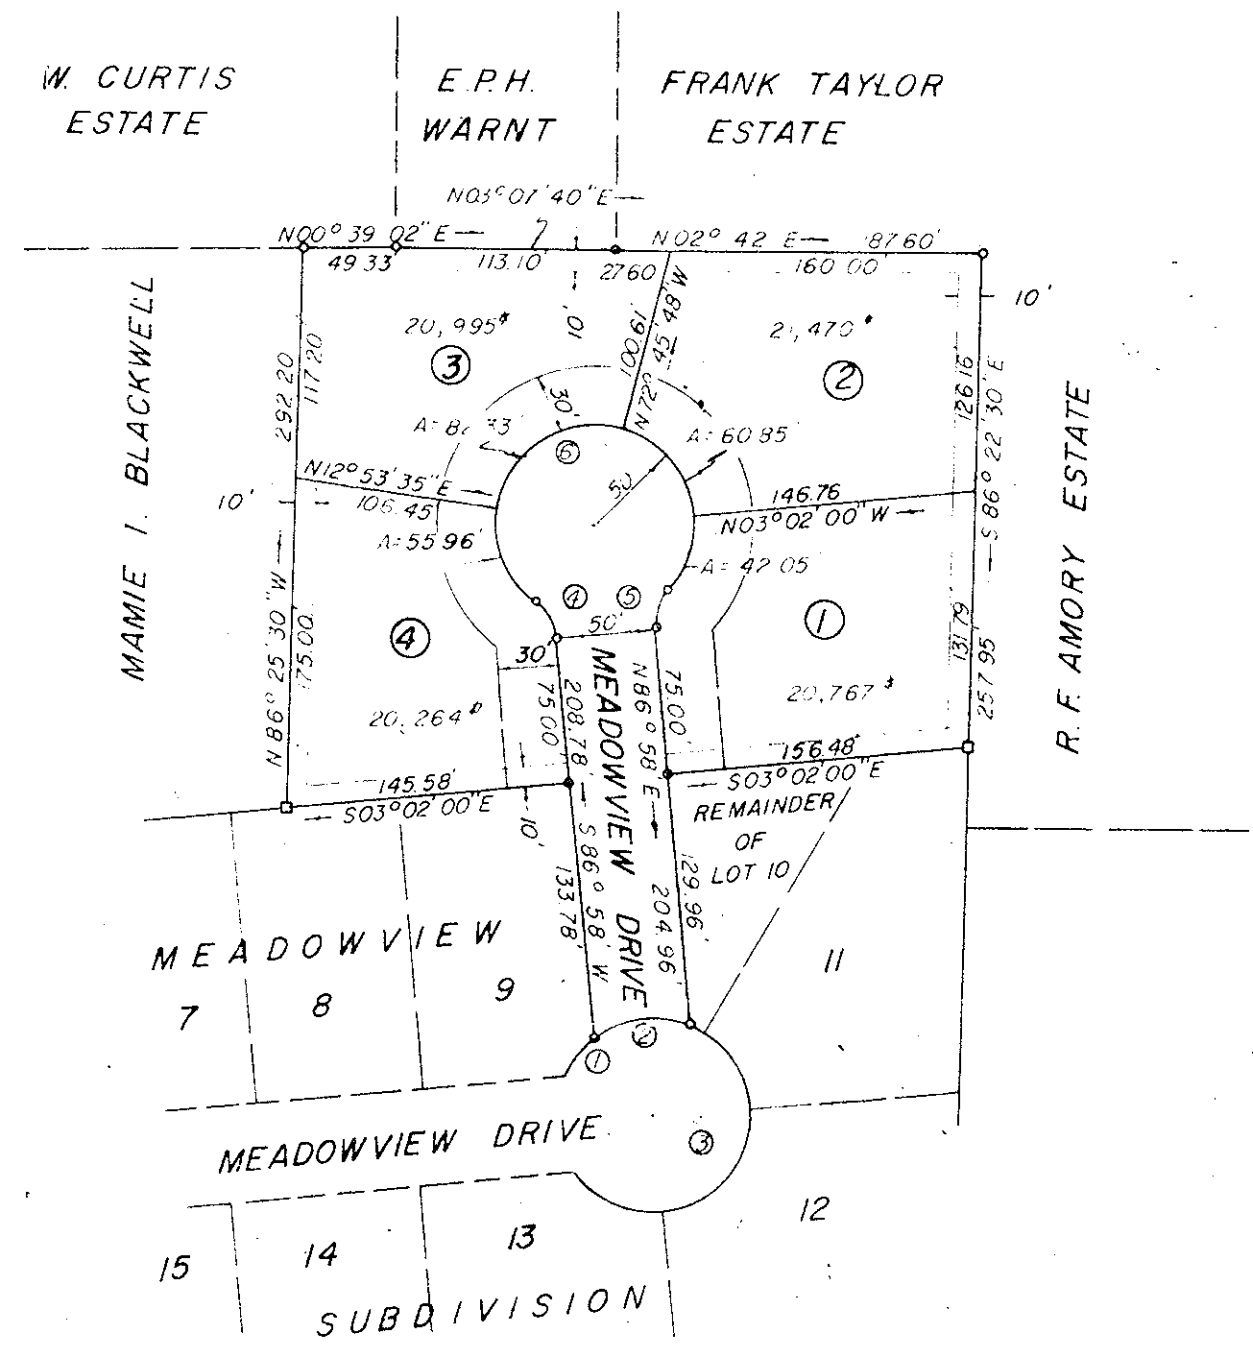 W. CURTIS
ESTATE
E.P.H.
WARNT
FRANK TAYLOR
ESTATE
N03°07'40"E
N00°39'02"E
N02°42'E
187.60'
49.33'
113.10'
27.60
160.00'
10'
10'
MAMIE I. BLACKWELL
20,995
3
100.61'
N72°45'48"W
2
292.20
117.20
126.16
S86°22'30"E
R.F. AMORY ESTATE
30'
A=60.85'
6
50'
N12°53'35"E
106.45'
10'
146.76
N03°02'00"W
A=55.96'
A=42.05'
4
5
50'
1
4
30'
N86°25'30"W
175.00'
131.79
257.95
20,264
20,767
75.00'
208.78'
MEADOWVIEW DRIVE
N86°58'E
75.00'
145.58'
S03°02'00"E
156.48'
S03°02'00"E
10'
REMAINDER
OF
LOT 10
133.78'
S86°58'W
204.96'
129.96'
MEADOWVIEW
7
8
9
11
1
2
3
MEADOWVIEW DRIVE
12
13
14
15
SUBDIVISION